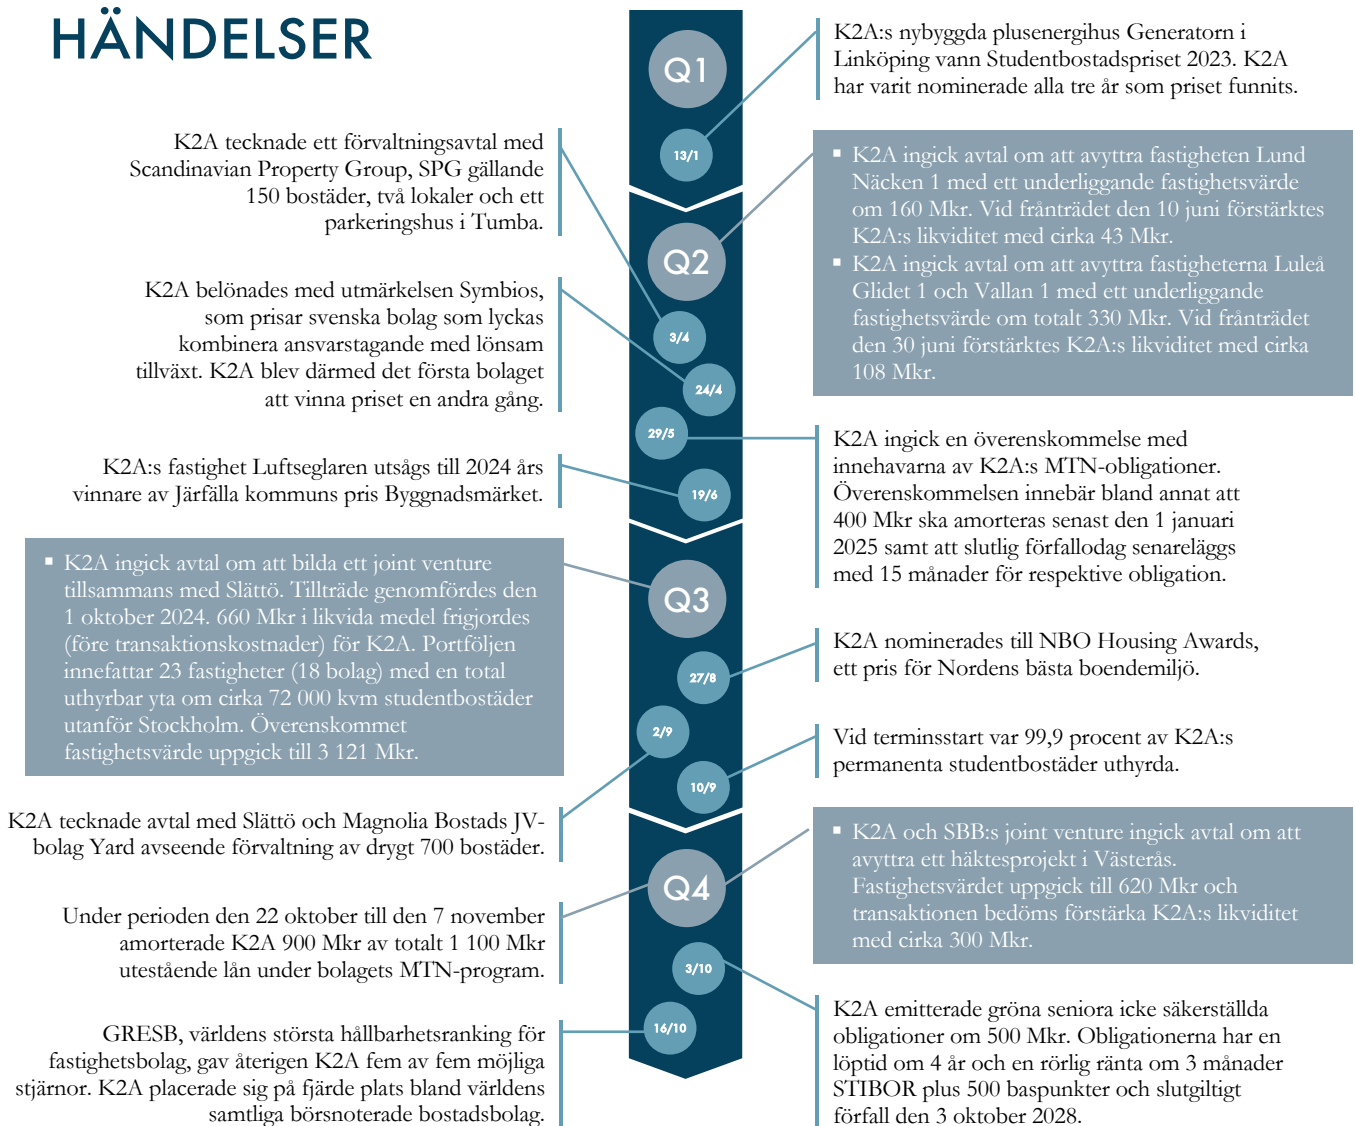 HÄNDELSER
Q1
13/1
K2A:s nybyggda plusenergihus Generatorn i
Linköping vann Studentbostadspriset 2023. K2A
har varit nominerade alla tre år som priset funnits.
K2A tecknade ett förvaltningsavtal med
Scandinavian Property Group, SPG gällande
150 bostäder, två lokaler och ett
parkeringshus i Tumba.
▪ K2A ingick avtal om att avyttra fastigheten Lund
Näcken 1 med ett underliggande fastighetsvärde
om 160 Mkr. Vid frånträdet den 10 juni förstärktes
K2A:s likviditet med cirka 43 Mkr.
▪ K2A ingick avtal om att avyttra fastigheterna Luleå
Glidet 1 och Vallan 1 med ett underliggande
fastighetsvärde om totalt 330 Mkr. Vid frånträdet
den 30 juni förstärktes K2A:s likviditet med cirka
108 Mkr.
Q2
3/4
24/4
29/5
19/6
K2A belönades med utmärkelsen Symbios,
som prisar svenska bolag som lyckas
kombinera ansvarstagande med lönsam
tillväxt. K2A blev därmed det första bolaget
att vinna priset en andra gång.
K2A ingick en överenskommelse med
innehavarna av K2A:s MTN-obligationer.
Överenskommelsen innebär bland annat att
400 Mkr ska amorteras senast den 1 januari
2025 samt att slutlig förfallodag senareläggs
med 15 månader för respektive obligation.
K2A:s fastighet Luftseglaren utsågs till 2024 års
vinnare av Järfälla kommuns pris Byggnadsmärket.
▪ K2A ingick avtal om att bilda ett joint venture
tillsammans med Slättö. Tillträde genomfördes den
1 oktober 2024. 660 Mkr i likvida medel frigjordes
(före transaktionskostnader) för K2A. Portföljen
innefattar 23 fastigheter (18 bolag) med en total
uthyrbar yta om cirka 72 000 kvm studentbostäder
utanför Stockholm. Överenskommet
fastighetsvärde uppgick till 3 121 Mkr.
Q3
27/8
2/9
10/9
K2A nominerades till NBO Housing Awards,
ett pris för Nordens bästa boendemiljö.
Vid terminsstart var 99,9 procent av K2A:s
permanenta studentbostäder uthyrda.
K2A tecknade avtal med Slättö och Magnolia Bostads JV-
bolag Yard avseende förvaltning av drygt 700 bostäder.
▪ K2A och SBB:s joint venture ingick avtal om att
avyttra ett häktesprojekt i Västerås.
Fastighetsvärdet uppgick till 620 Mkr och
transaktionen bedöms förstärka K2A:s likviditet
med cirka 300 Mkr.
Q4
3/10
16/10
Under perioden den 22 oktober till den 7 november
amorterade K2A 900 Mkr av totalt 1 100 Mkr
utestående lån under bolagets MTN-program.
K2A emitterade gröna seniora icke säkerställda
obligationer om 500 Mkr. Obligationerna har en
löptid om 4 år och en rörlig ränta om 3 månader
STIBOR plus 500 baspunkter och slutgiltigt
förfall den 3 oktober 2028.
GRESB, världens största hållbarhetsranking för
fastighetsbolag, gav återigen K2A fem av fem möjliga
stjärnor. K2A placerade sig på fjärde plats bland världens
samtliga börsnoterade bostadsbolag.